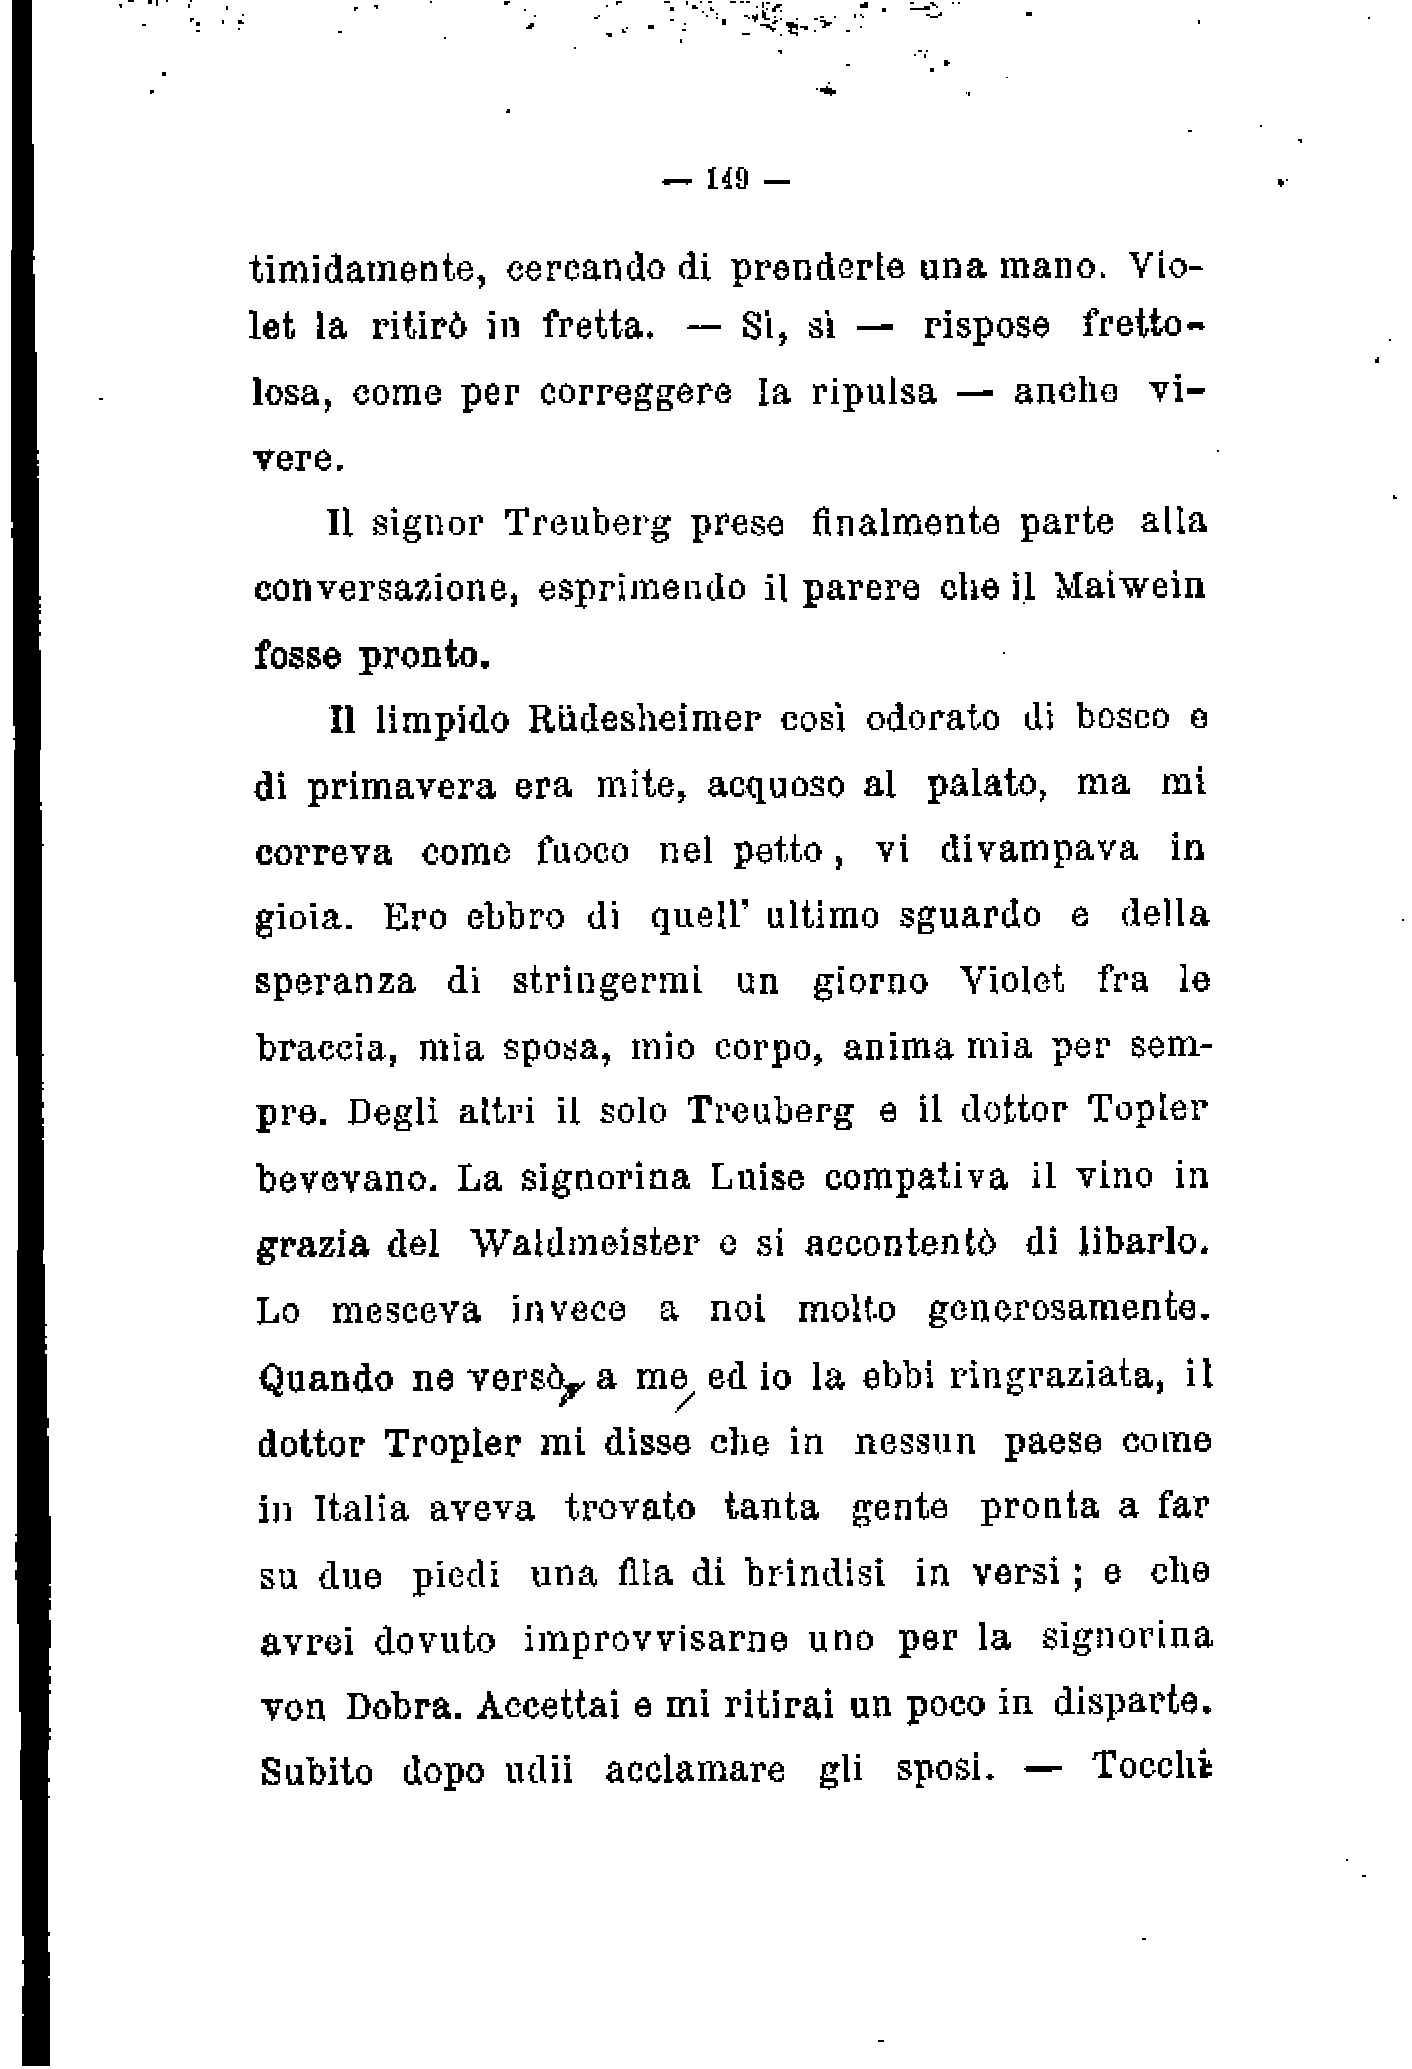 — 149 —
timidamente, cercando di prenderle una mano. Vio-
let la ritirò in fretta. — Sì, sì — rispose fretto-
losa, come per correggere la ripulsa — anche vi-
vere.
Il signor Treuberg prese finalmente parte alla
conversazione, esprimendo il parere che il Maiwein
fosse pronto.
Il limpido Rüdesheimer così odorato di bosco e
di primavera era mite, acquoso al palato, ma mi
correva come fuoco nel petto, vi divampava in
gioia. Ero ebbro di quell' ultimo sguardo e della
speranza di stringermi un giorno Violet fra le
braccia, mia sposa, mio corpo, anima mia per sem-
pre. Degli altri il solo Treuberg e il dottor Topler
bevevano. La signorina Luise compativa il vino in
grazia del Waldmeister e si accontentò di libarlo.
Lo mesceva invece a noi molto generosamente.
Quando ne versò, a me, ed io la ebbi ringraziata, il
dottor Tropler mi disse che in nessun paese come
in Italia aveva trovato tanta gente pronta a far
su due piedi una fila di brindisi in versi; e che
avrei dovuto improvvisarne uno per la signorina
von Dobra. Accettai e mi ritirai un poco in disparte.
Subito dopo udii acclamare gli sposi. — Tocchi